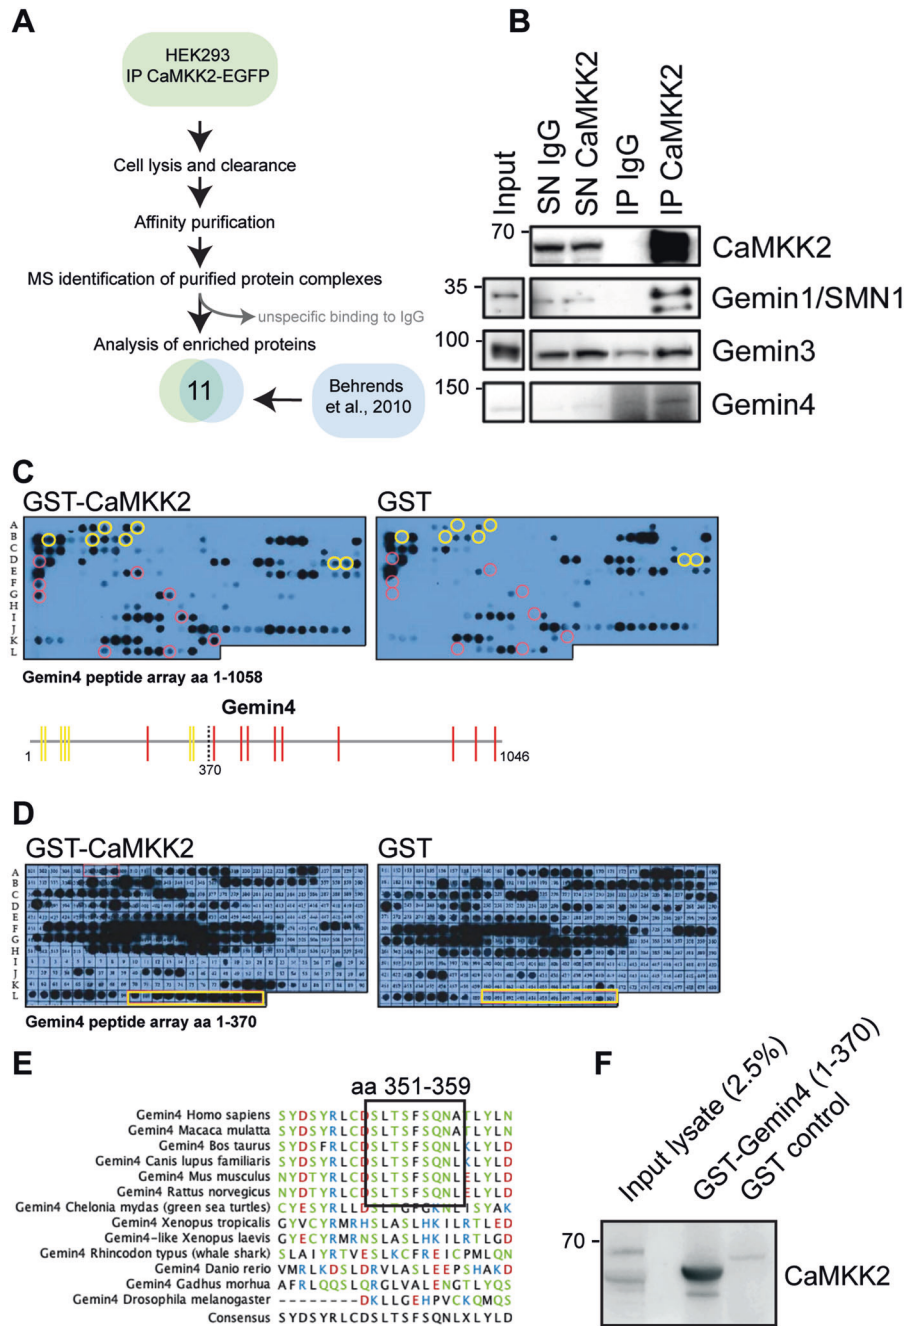 A
HEK293
IP CaMKK2-EGFP
Cell lysis and clearance
Affinity purification
MS identification of purified protein complexes
unspecific binding to IgG
Analysis of enriched proteins
11
Behrends
et al., 2010
B
Input
SN IgG
SN CaMKK2
IP IgG
IP CaMKK2
70
CaMKK2
35
Gemin1/SMN1
100
Gemin3
150
Gemin4
C
GST-CaMKK2
GST
A
B
C
D
E
F
G
H
I
J
K
L
Gemin4 peptide array aa 1-1058
Gemin4
1
370
1046
D
GST-CaMKK2
GST
A
B
C
D
E
F
G
H
I
J
K
L
Gemin4 peptide array aa 1-370
E
aa 351-359
Gemin4 Homo sapiens SYDSYRLCDSLTSFSQNATLYLN
Gemin4 Macaca mulatta SYDSYRLCDSLTSFSQNATLYLN
Gemin4 Bos taurus SYDSFRLCDSLTSFSQNLKLYLD
Gemin4 Canis lupus familiaris SYDSYRLCDSLTSFSQNLKLYLD
Gemin4 Mus musculus NYDTYRLCDSLTSFSQNLELYLD
Gemin4 Rattus norvegicus NYDTYRLCDSLTSFSQNLELYLD
Gemin4 Chelonia mydas (green sea turtles) CYESYRLLDSLTGFGKNLISYAK
Gemin4 Xenopus tropicalis GYVCYRMRHSLASLHKILRTLED
Gemin4-like Xenopus laevis GYECYRMRNSLASLHKILRTLGD
Gemin4 Rhincodon typus (whale shark) SLAIYRTVESLKCFREICPMLQN
Gemin4 Danio rerio VMRLKDSLDRVLASLEEPSHAKD
Gemin4 Gadhus morhua AFRLQQSLQRGLVALENGTLYQS
Gemin4 Drosophila melanogaster ---------DKLLGEHPVCKQMQS
Consensus SYDSYRLCDSLTSFSQNLXLYLD
F
Input lysate (2.5%)
GST-Gemin4 (1-370)
GST control
70
CaMKK2